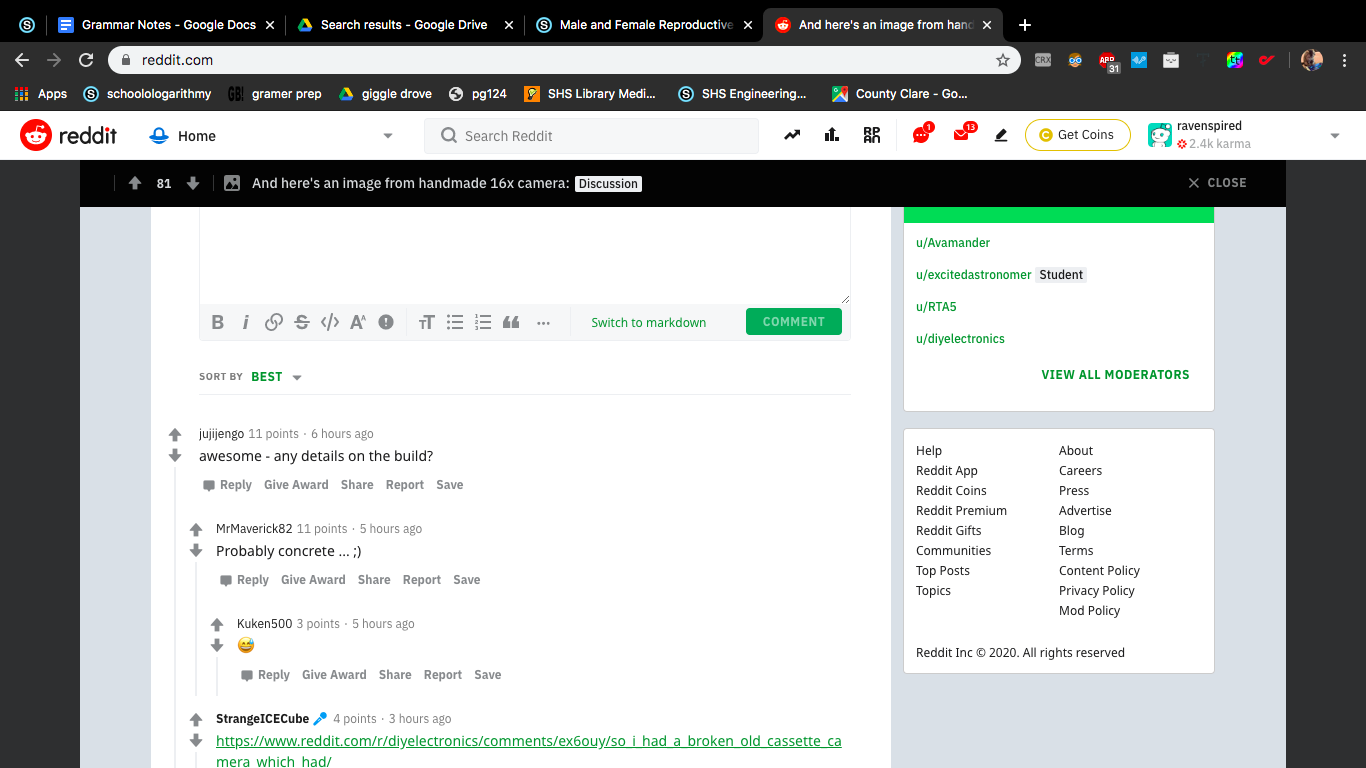 Grammar Notes - Google Docs
Search results - Google Drive
Male and Female Reproductive
And here's an image from hand
reddit.com
CRX
ABP
31
Apps
schoolologarithmy
GB!
gramer prep
giggle drove
pg124
SHS Library Medi...
SHS Engineering...
County Clare - Go...
reddit
Home
Search Reddit
1
13
Get Coins
ravenspired
2.4k karma
81
And here's an image from handmade 16x camera: Discussion
CLOSE
Switch to markdown
COMMENT
SORT BY BEST
jujijengo 11 points · 6 hours ago
awesome - any details on the build?
Reply Give Award Share Report Save
MrMaverick82 11 points · 5 hours ago
Probably concrete ... ;)
Reply Give Award Share Report Save
Kuken500 3 points · 5 hours ago
😅
Reply Give Award Share Report Save
StrangeICECube 🎤 4 points · 3 hours ago
https://www.reddit.com/r/diyelectronics/comments/ex6ouy/so_i_had_a_broken_old_cassette_ca
mera_which_had/
u/Avamander
u/excitedastronomer Student
u/RTA5
u/diyelectronics
VIEW ALL MODERATORS
Help About
Reddit App Careers
Reddit Coins Press
Reddit Premium Advertise
Reddit Gifts Blog
Communities Terms
Top Posts Content Policy
Topics Privacy Policy
Mod Policy
Reddit Inc © 2020. All rights reserved